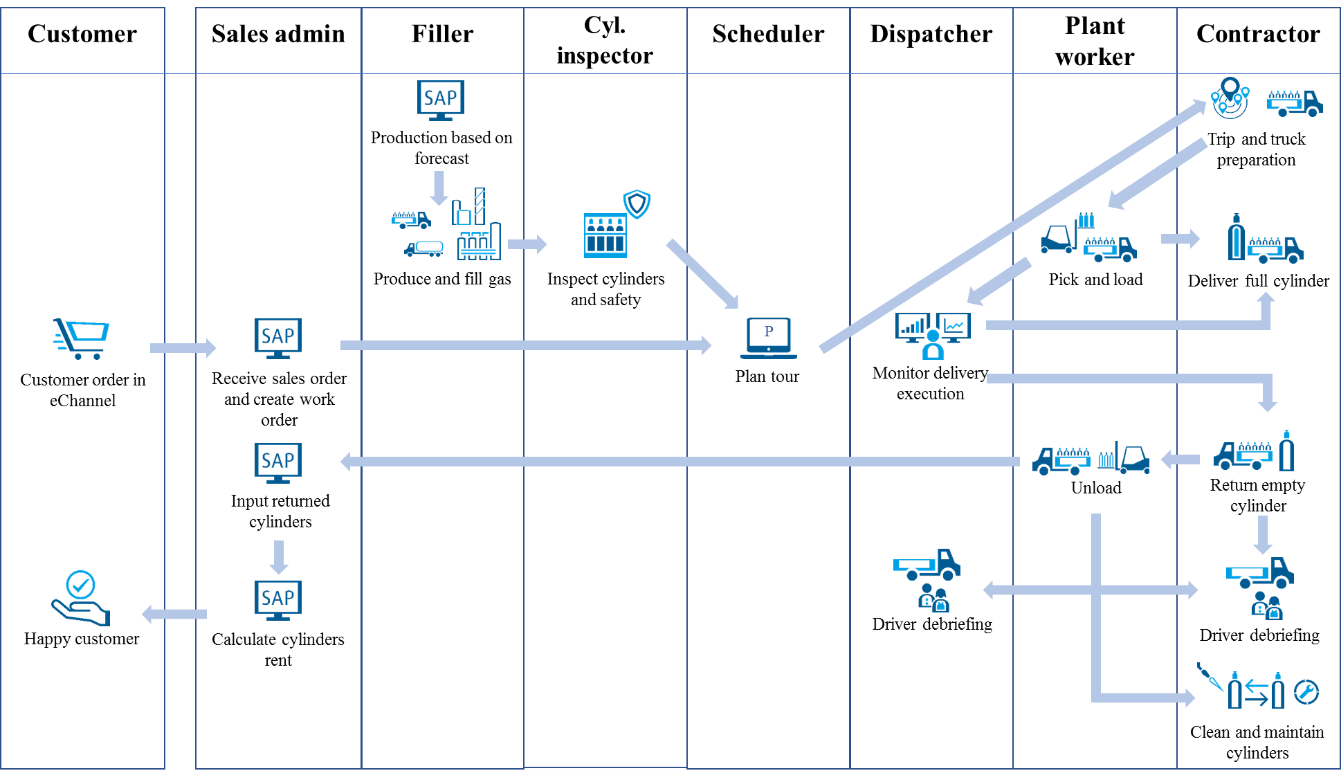 Customer
Sales admin
Filler
Cyl.
inspector
Scheduler
Dispatcher
Plant
worker
Contractor
SAP
Production based on
forecast
Trip and truck
preparation
Produce and fill gas
Inspect cylinders
and safety
Pick and load
Deliver full cylinder
Customer order in
eChannel
SAP
Receive sales order
and create work
order
P
Plan tour
Monitor delivery
execution
SAP
Input returned
cylinders
Unload
Return empty
cylinder
Happy customer
SAP
Calculate cylinders
rent
Driver debriefing
Driver debriefing
Clean and maintain
cylinders